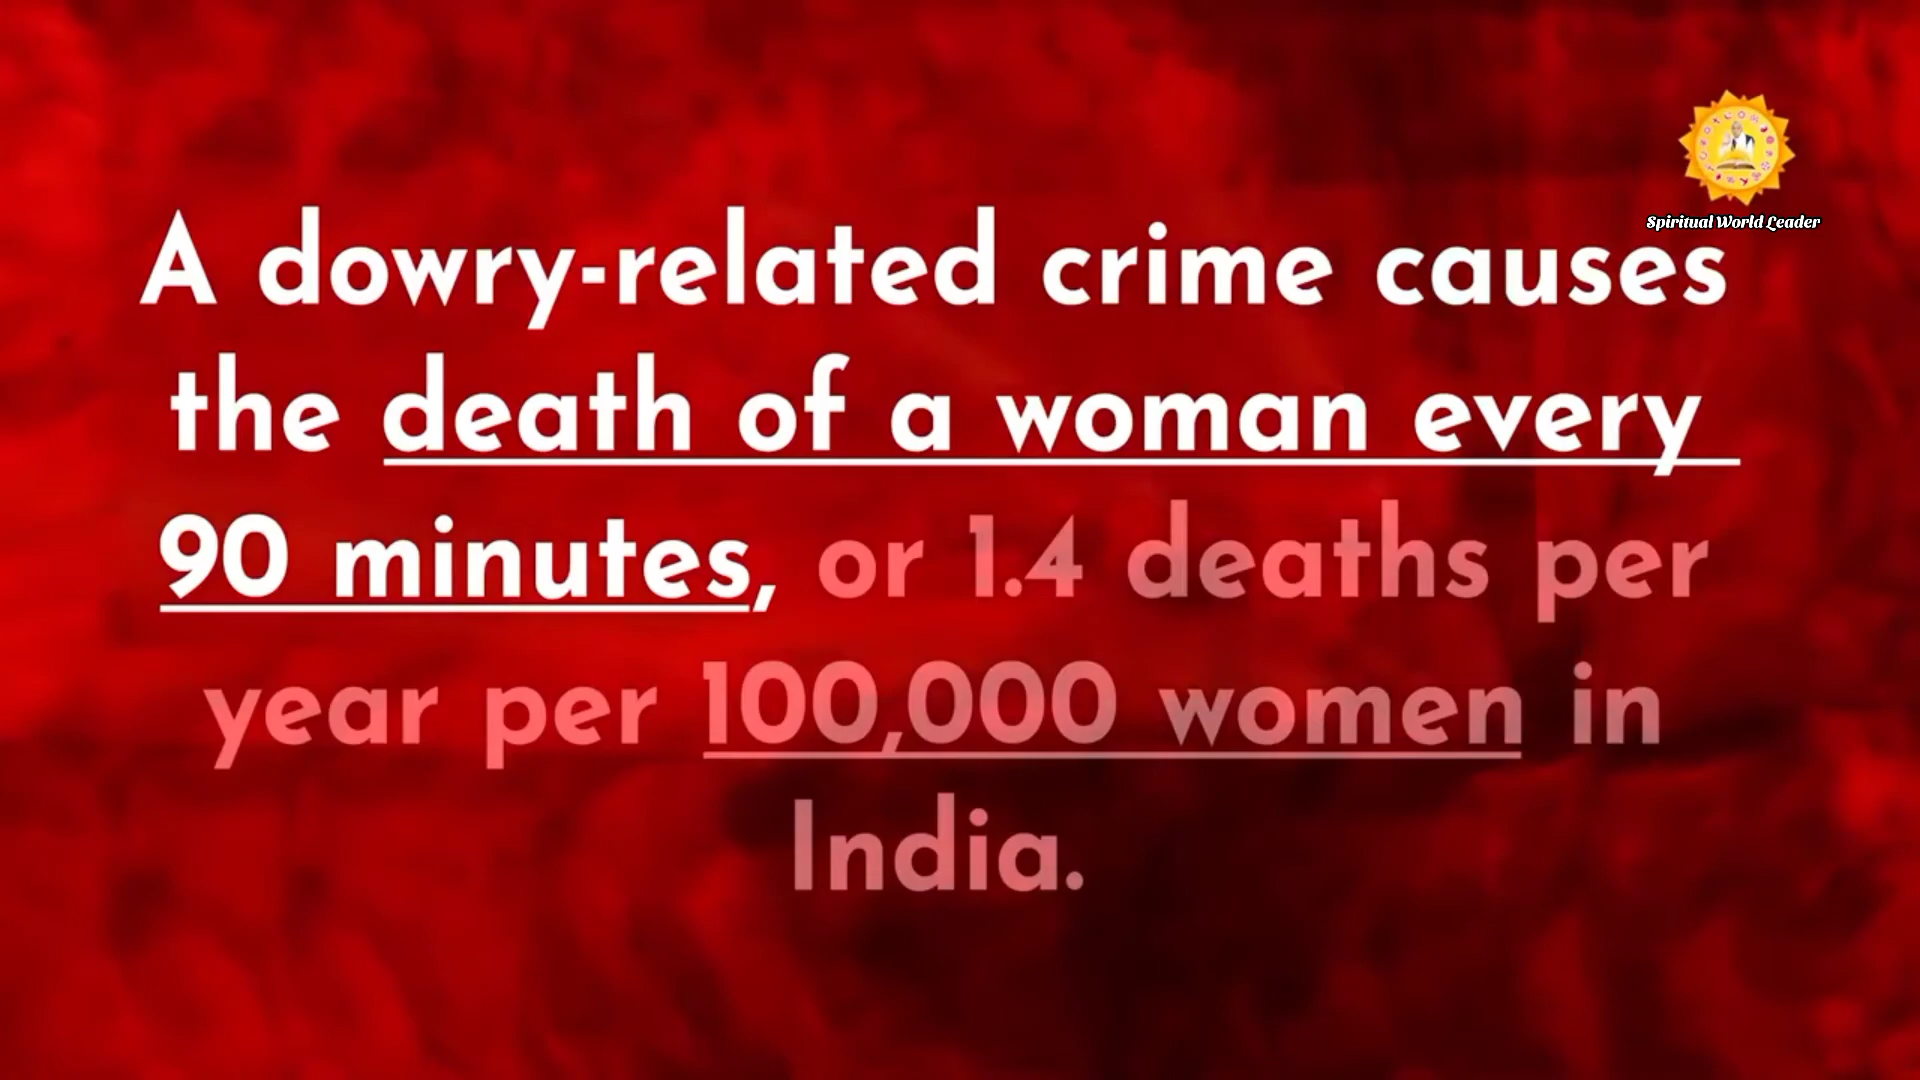 Spiritual World Leader
A dowry-related crime causes
the death of a woman every
90 minutes, or 1.4 deaths per
year per 100,000 women in
India.